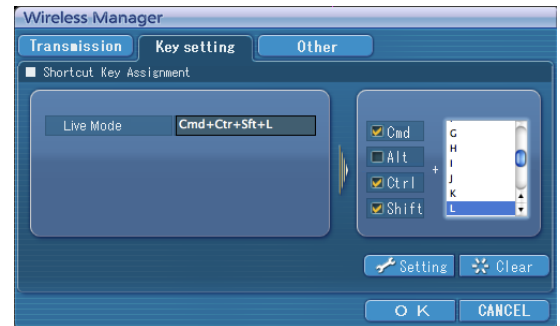 Wireless Manager
Transmission Key setting Other
Shortcut Key Assignment
Live Mode Cmd+Ctr+Sft+L
Cmd
Alt
Ctrl
Shift
+
G
H
I
J
K
L
Setting Clear
OK CANCEL